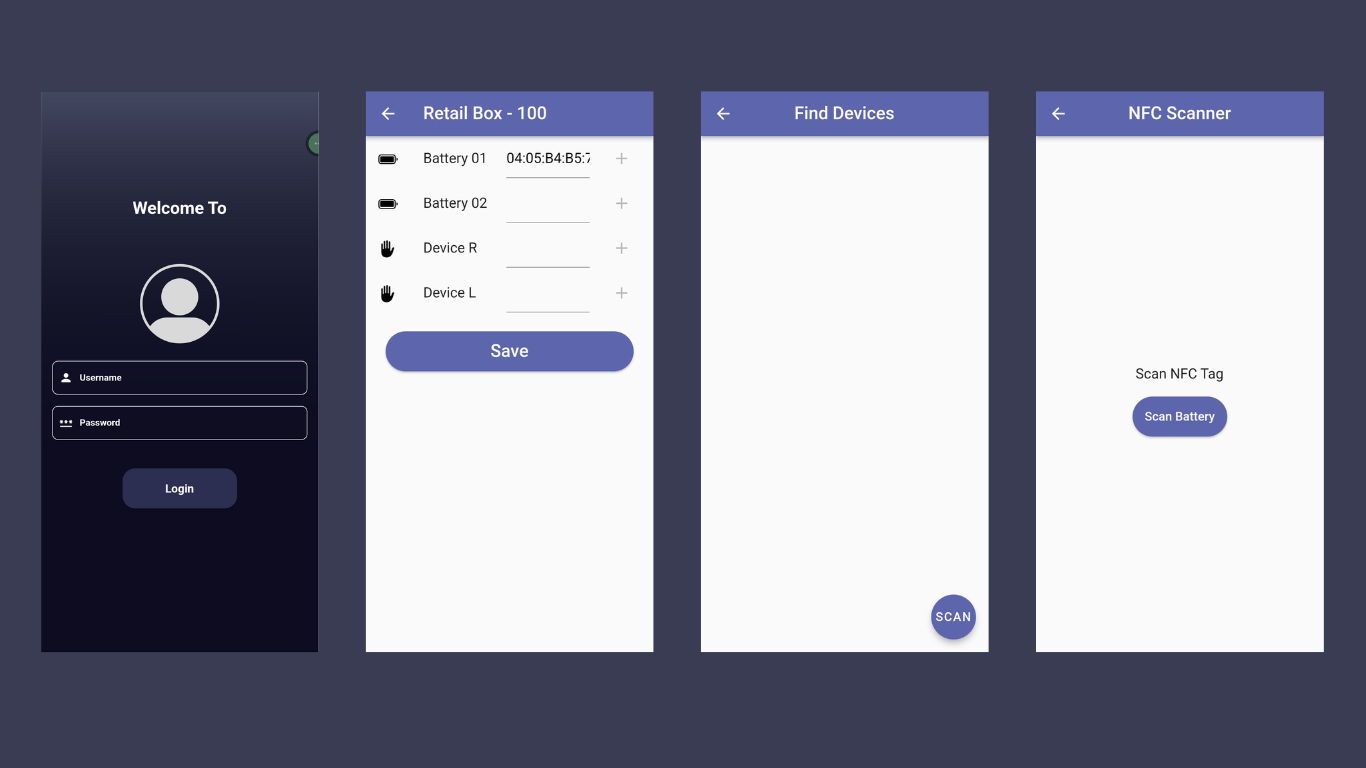 Welcome To
Username
Password
Login
Retail Box - 100
Battery 01 04:05:B4:B5:7
Battery 02
Device R
Device L
Save
Find Devices
SCAN
NFC Scanner
Scan NFC Tag
Scan Battery